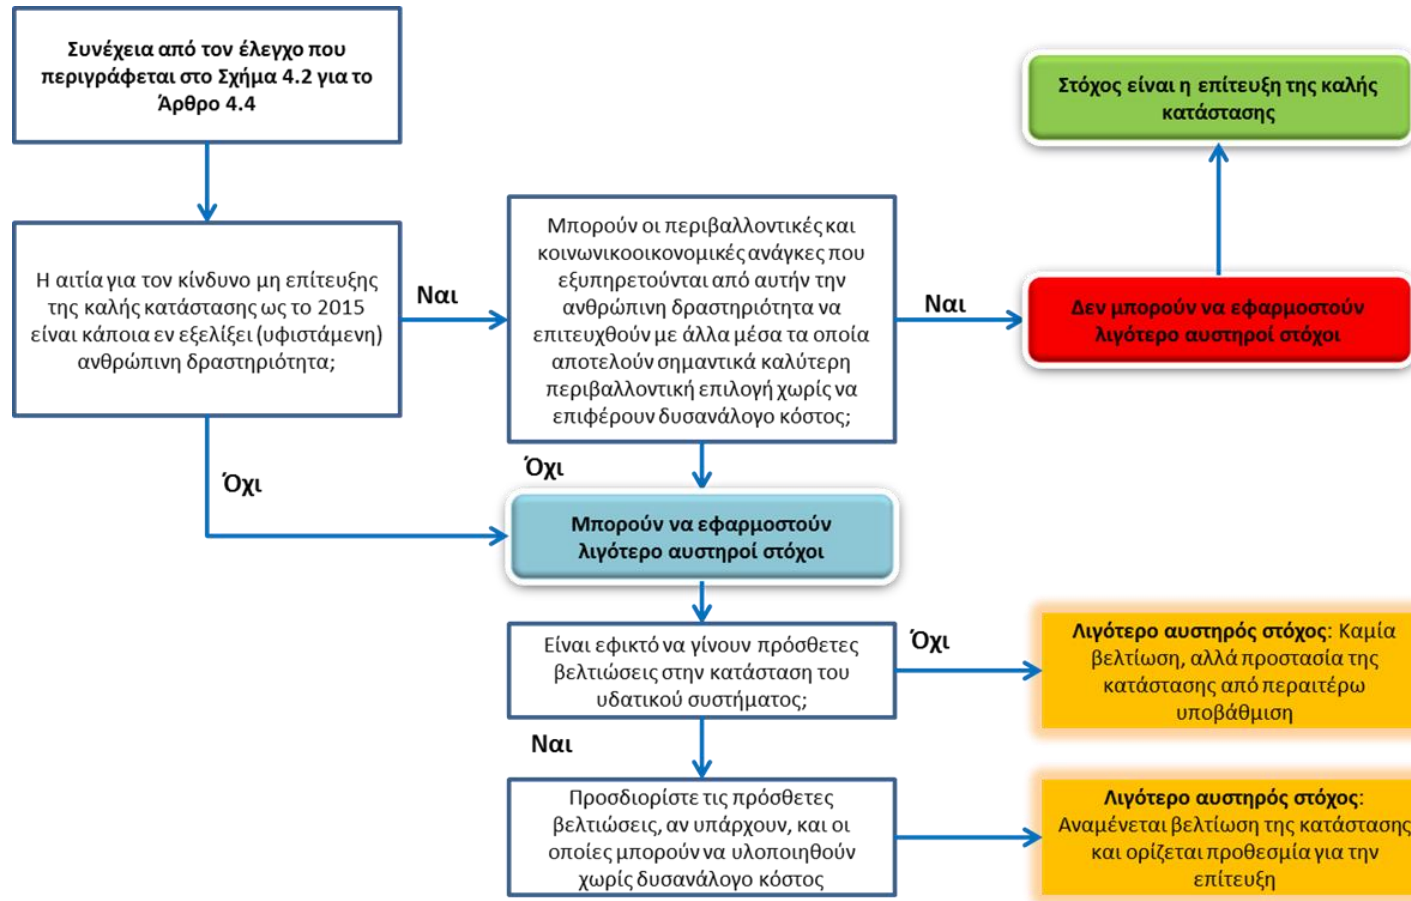 Συνέχεια από τον έλεγχο που
περιγράφεται στο Σχήμα 4.2 για το
Άρθρο 4.4
Στόχος είναι η επίτευξη της καλής
κατάστασης
Η αιτία για τον κίνδυνο μη επίτευξης
της καλής κατάστασης ως το 2015
είναι κάποια εν εξελίξει (υφιστάμενη)
ανθρώπινη δραστηριότητα;
Ναι
Μπορούν οι περιβαλλοντικές και
κοινωνικοοικονομικές ανάγκες που
εξυπηρετούνται από αυτήν την
ανθρώπινη δραστηριότητα να
επιτευχθούν με άλλα μέσα τα οποία
αποτελούν σημαντικά καλύτερη
περιβαλλοντική επιλογή χωρίς να
επιφέρουν δυσανάλογο κόστος;
Ναι
Δεν μπορούν να εφαρμοστούν
λιγότερο αυστηροί στόχοι
Όχι
Όχι
Μπορούν να εφαρμοστούν
λιγότερο αυστηροί στόχοι
Είναι εφικτό να γίνουν πρόσθετες
βελτιώσεις στην κατάσταση του
υδατικού συστήματος;
Όχι
Λιγότερο αυστηρός στόχος: Καμία
βελτίωση, αλλά προστασία της
κατάστασης από περαιτέρω
υποβάθμιση
Ναι
Προσδιορίστε τις πρόσθετες
βελτιώσεις, αν υπάρχουν, και οι
οποίες μπορούν να υλοποιηθούν
χωρίς δυσανάλογο κόστος
Λιγότερο αυστηρός στόχος:
Αναμένεται βελτίωση της κατάστασης
και ορίζεται προθεσμία για την
επίτευξη